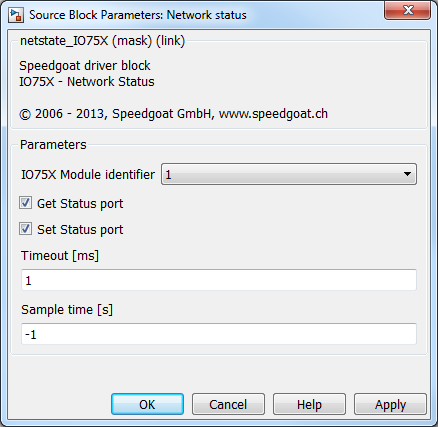 Source Block Parameters: Network status
netstate_IO75X (mask) (link)
Speedgoat driver block
IO75X - Network Status
© 2006 - 2013, Speedgoat GmbH, www.speedgoat.ch
Parameters
IO75X Module identifier 1
Get Status port
Set Status port
Timeout [ms]
1
Sample time [s]
-1
OK Cancel Help Apply